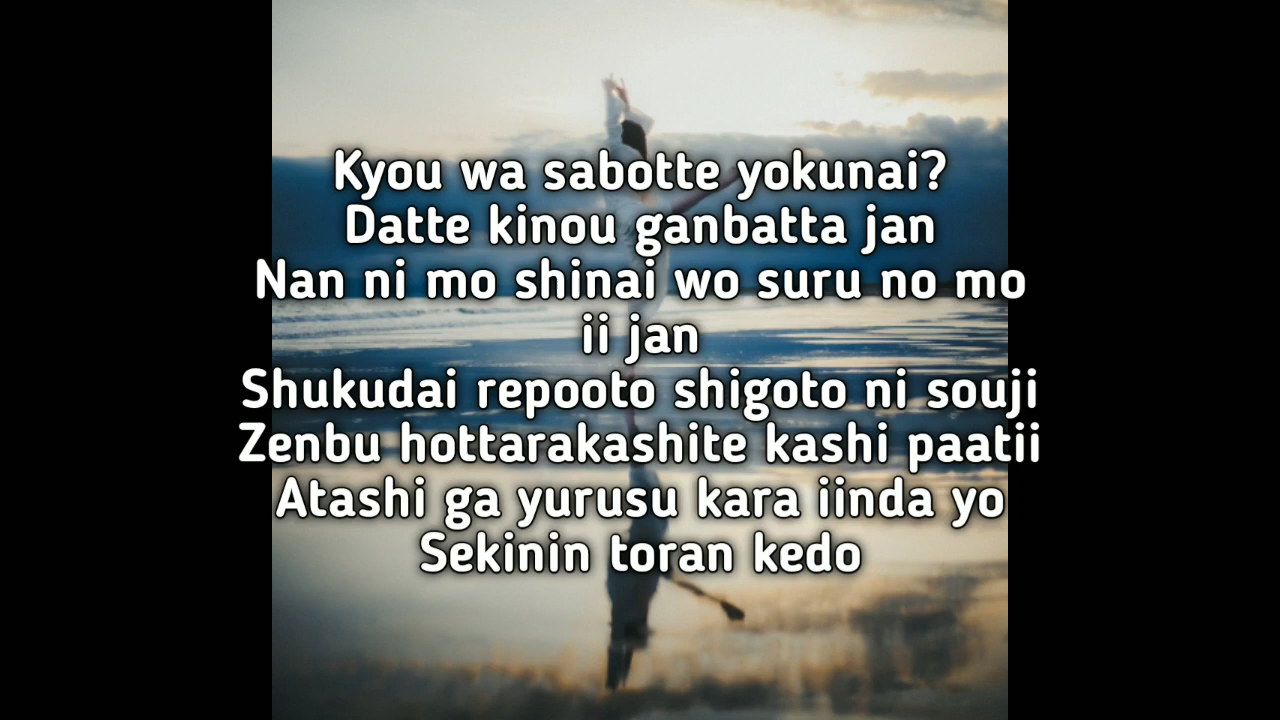 Kyou wa sabotte yokunai?
Datte kinou ganbatta jan
Nan ni mo shinai wo suru no mo
ii jan
Shukudai repooto shigoto ni souji
Zenbu hottarakashite kashi paatii
Atashi ga yurusu kara iinda yo
Sekinin toran kedo